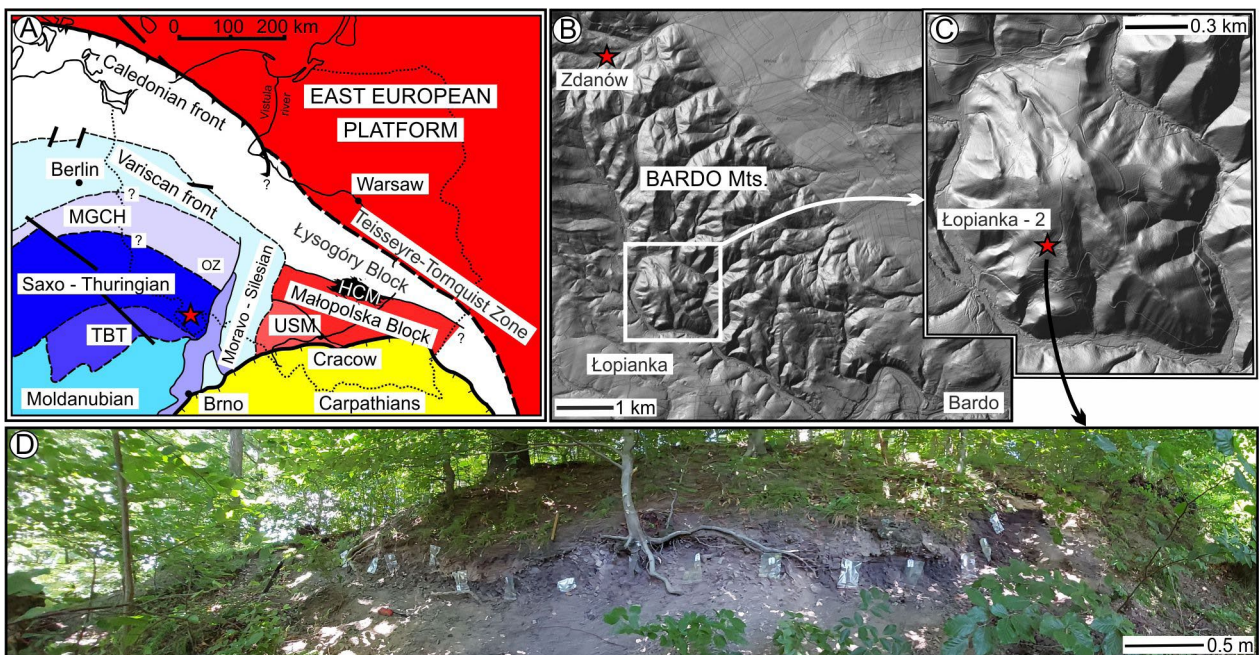 A
0 100 200 km
Caledonian front
Vistula
river
EAST EUROPEAN
PLATFORM
Berlin
Variscan front
?
Warsaw
?
MGCH
?
Teisseyre-Tornquist Zone
Łysogóry Block
OZ
Saxo - Thuringian
Moravo - Silesian
HCM
Małopolska Block
USM
?
TBT
Cracow
Moldanubian
Brno
Carpathians
B
Zdanów
BARDO Mts.
Łopianka
1 km
Bardo
C
0.3 km
Łopianka - 2
D
0.5 m